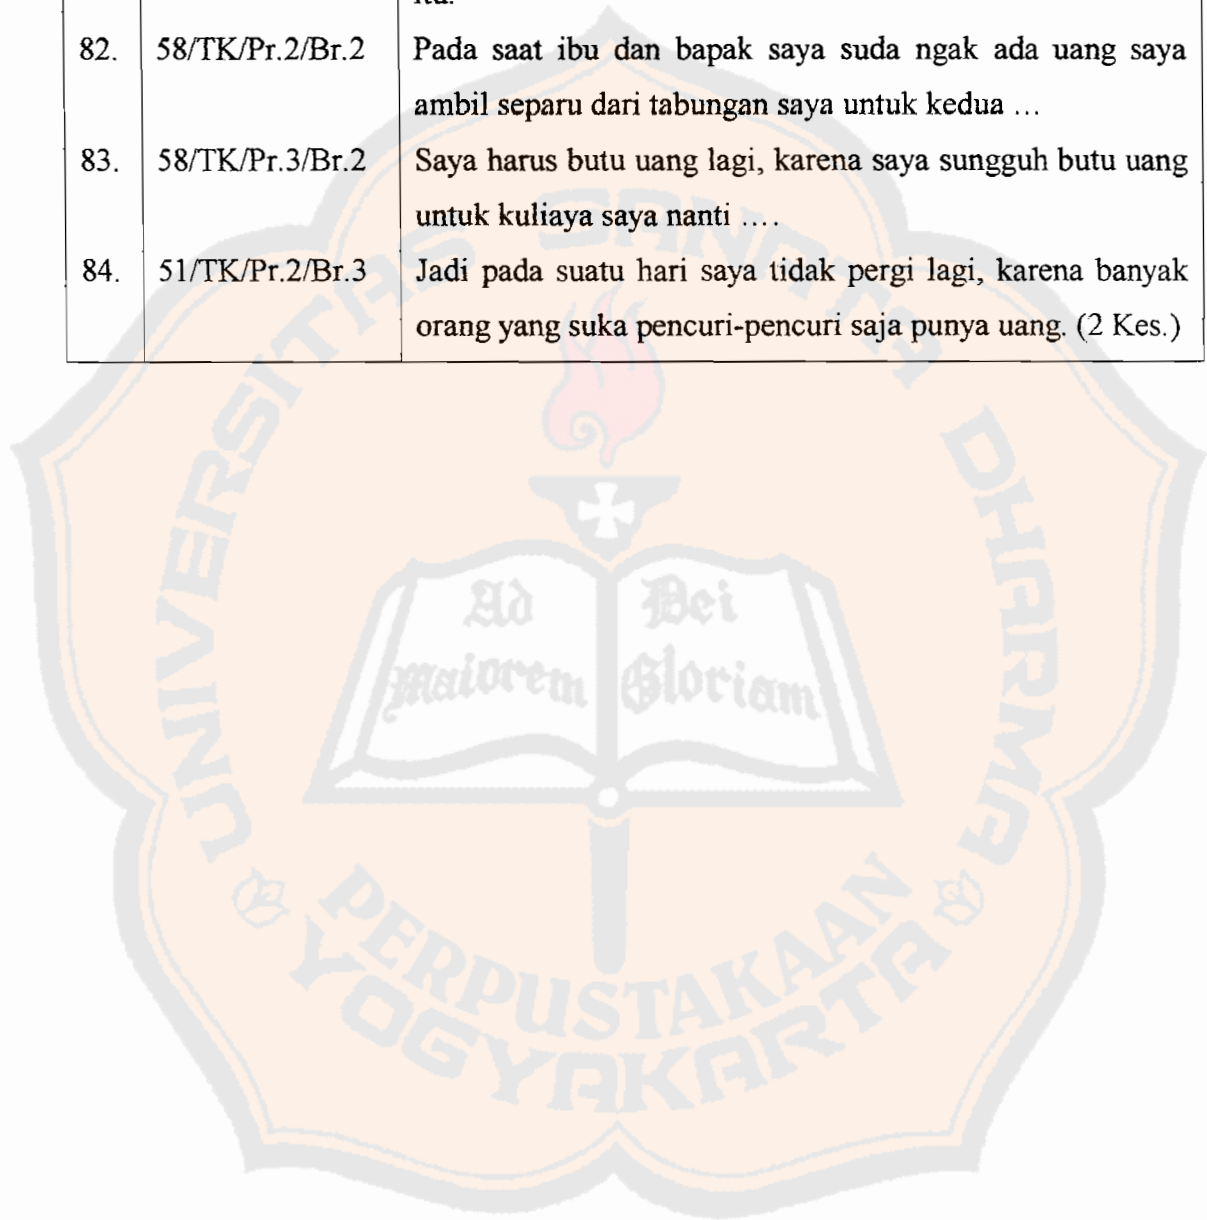 itu.
82. 58/TK/Pr.2/Br.2 Pada saat ibu dan bapak saya suda ngak ada uang saya
ambil separu dari tabungan saya untuk kedua ...
83. 58/TK/Pr.3/Br.2 Saya harus butu uang lagi, karena saya sungguh butu uang
untuk kuliaya saya nanti ....
84. 51/TK/Pr.2/Br.3 Jadi pada suatu hari saya tidak pergi lagi, karena banyak
orang yang suka pencuri-pencuri saja punya uang. (2 Kes.)
UNIVERSITAS SANATA DHARMA
Ad Dei
Maiorem Gloriam
PERPUSTAKAAN
YOGYAKARTA